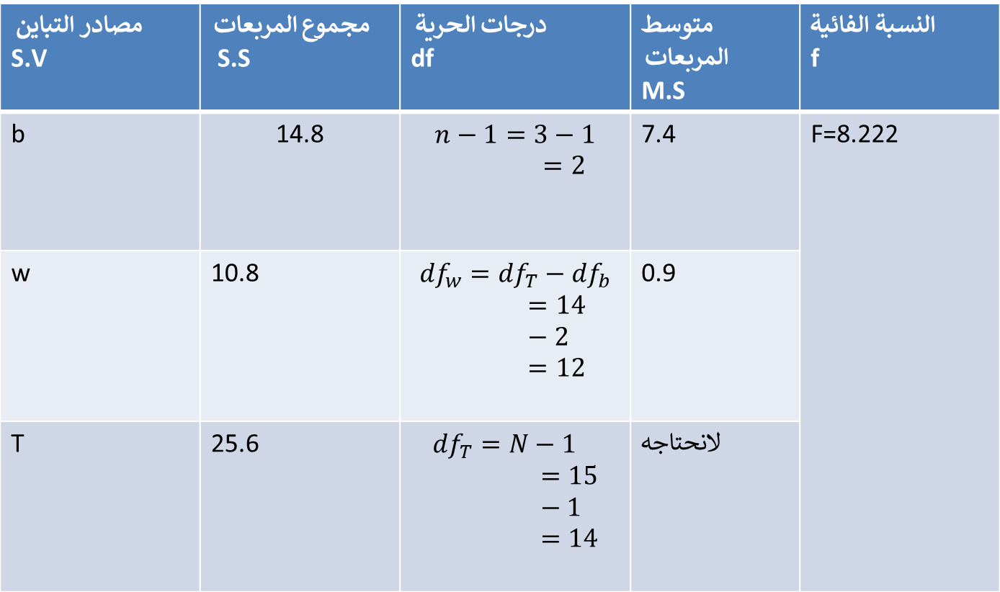 مصادر التباين
S.V
مجموع المربعات
S.S
درجات الحرية
df
متوسط
المربعات
M.S
النسبة الفائية
f
b
14.8
n − 1 = 3 − 1
= 2
7.4
F=8.222
w
10.8
df_w = df_T − df_b
= 14
− 2
= 12
0.9
T
25.6
df_T = N − 1
= 15
− 1
= 14
لانحتاجه